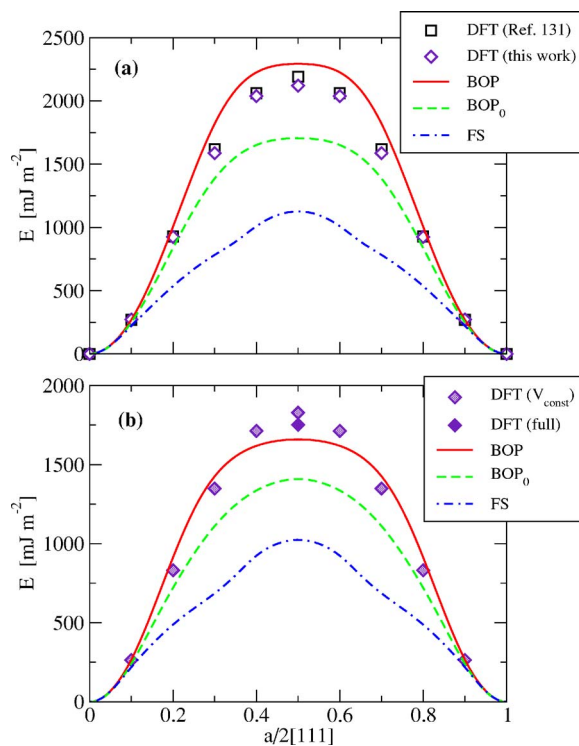 DFT (Ref. 131)
DFT (this work)
BOP
BOP₀
FS
(a)
2500
2000
1500
1000
500
0
E [mJ m⁻²]
DFT (V_const)
DFT (full)
BOP
BOP₀
FS
(b)
2000
1500
1000
500
0
E [mJ m⁻²]
0 0.2 0.4 0.6 0.8 1
a/2[111]